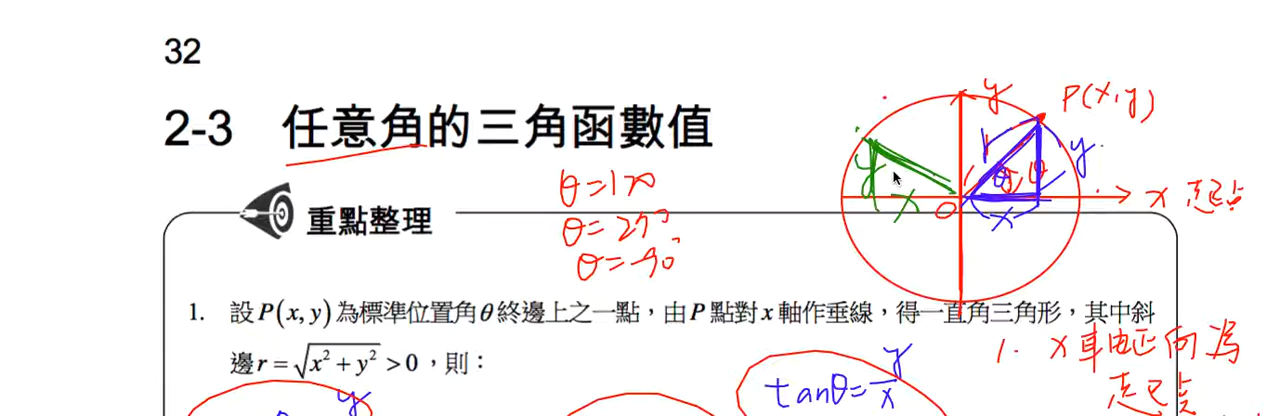 32
2-3 任意角的三角函數值
y
P(x,y)
r
y
θ
y
x
O
x
x 起點
重點整理
θ=
θ=
θ=-90°
1. 設P(x, y)為標準位置角θ終邊上之一點，由P點對x軸作垂線，得一直角三角形，其中斜
邊r=√(x²+y²)>0，則：
1. x軸正向為
起始
tanθ=y/x
y